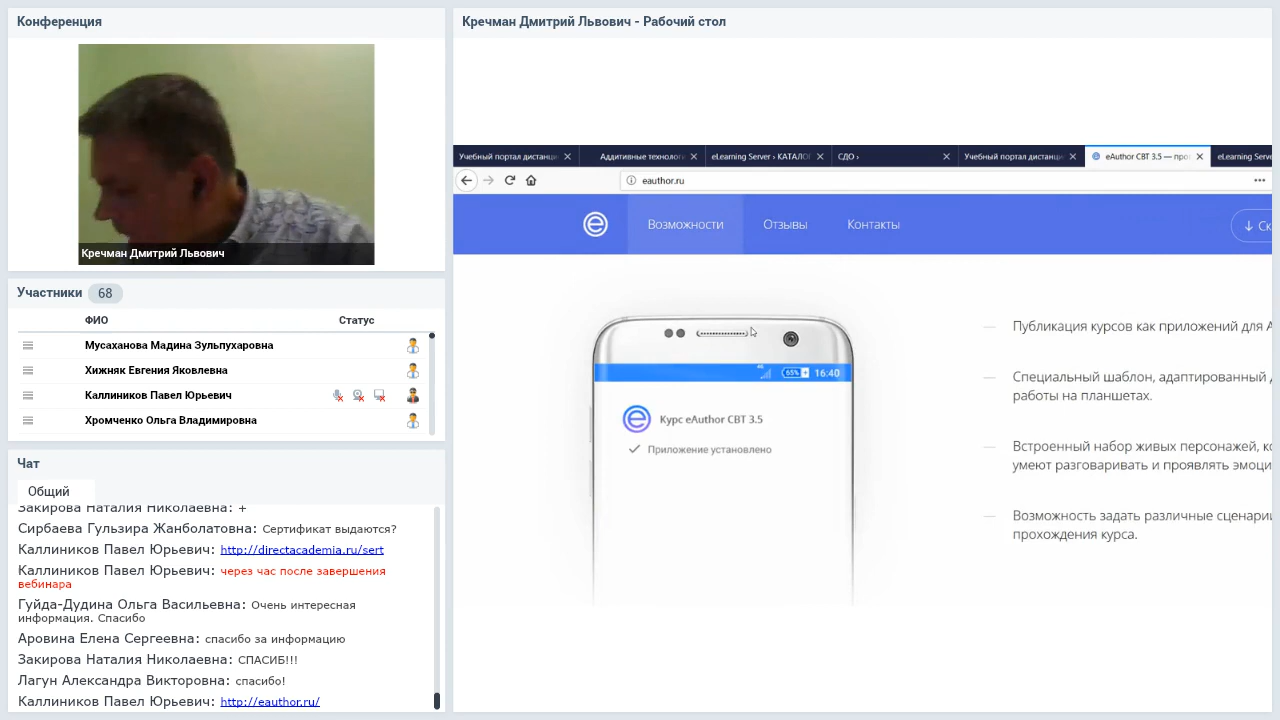 Конференция
Кречман Дмитрий Львович
Участники 68
ФИО Статус
Мусаханова Мадина Зульпухаровна
Хижняк Евгения Яковлевна
Каллиников Павел Юрьевич
Хромченко Ольга Владимировна
Чат
Общий
Закирова Наталия Николаевна: +
Сирбаева Гульзира Жанболатовна: Сертификат выдаются?
Каллиников Павел Юрьевич: http://directacademia.ru/sert
Каллиников Павел Юрьевич: через час после завершения
вебинара
Гуйда-Дудина Ольга Васильевна: Очень интересная
информация. Спасибо
Аровина Елена Сергеевна: спасибо за информацию
Закирова Наталия Николаевна: СПАСИБ!!!
Лагун Александра Викторовна: спасибо!
Каллиников Павел Юрьевич: http://eauthor.ru/
Кречман Дмитрий Львович - Рабочий стол
Учебный портал дистанци Аддитивные технологи eLearning Server › КАТАЛО СДО › Учебный портал дистанци eAuthor CBT 3.5 — про eLearning Serve
eauthor.ru
Возможности Отзывы Контакты Ск
4G 65% 16:40
Курс eAuthor CBT 3.5
Приложение установлено
Публикация курсов как приложений для A
Специальный шаблон, адаптированный д
работы на планшетах.
Встроенный набор живых персонажей, ко
умеют разговаривать и проявлять эмоци
Возможность задать различные сценари
прохождения курса.